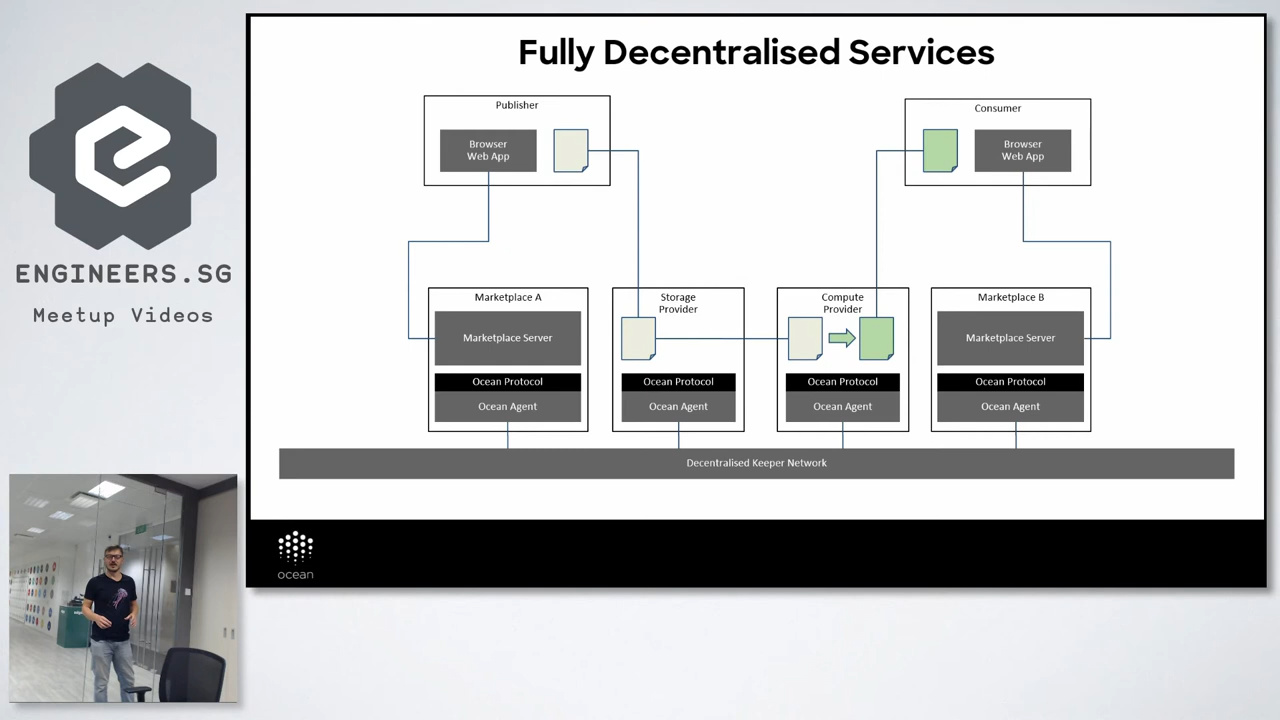 ENGINEERS.SG
Meetup Videos
Fully Decentralised Services
Publisher
Browser
Web App
Consumer
Browser
Web App
Marketplace A
Marketplace Server
Ocean Protocol
Ocean Agent
Storage
Provider
Ocean Protocol
Ocean Agent
Compute
Provider
Ocean Protocol
Ocean Agent
Marketplace B
Marketplace Server
Ocean Protocol
Ocean Agent
Decentralised Keeper Network
ocean